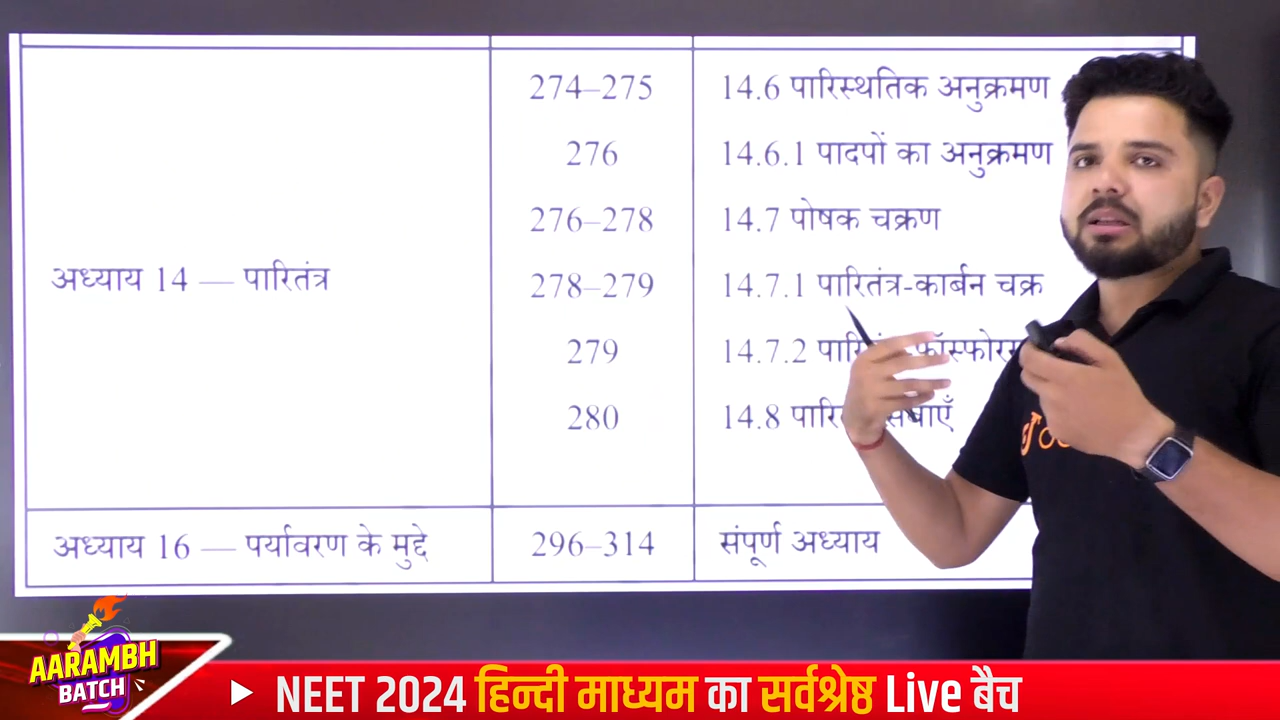 274–275 14.6 पारिस्थतिक अनुक्रमण
276 14.6.1 पादपों का अनुक्रमण
276–278 14.7 पोषक चक्रण
अध्याय 14 — पारितंत्र 278–279 14.7.1 पारितंत्र-कार्बन चक्र
279 14.7.2
280 14.8
अध्याय 16 — पर्यावरण के मुद्दे 296–314 संपूर्ण अध्याय
AARAMBH
BATCH
NEET 2024 हिन्दी माध्यम का सर्वश्रेष्ठ Live बैच